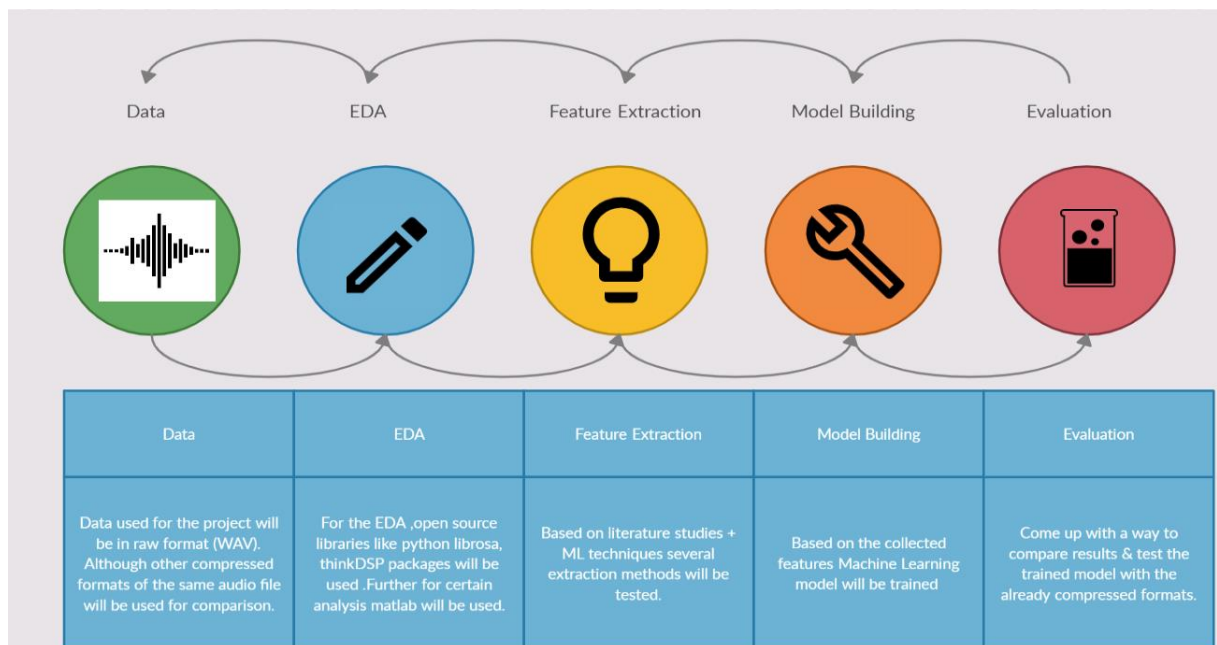 Data
EDA
Feature Extraction
Model Building
Evaluation
Data
EDA
Feature Extraction
Model Building
Evaluation
Data used for the project will
be in raw format (WAV).
Although other compressed
formats of the same audio file
will be used for comparison.
For the EDA ,open source
libraries like python librosa,
thinkDSP packages will be
used .Further for certain
analysis matlab will be used.
Based on literature studies +
ML techniques several
extraction methods will be
tested.
Based on the collected
features Machine Learning
model will be trained
Come up with a way to
compare results & test the
trained model with the
already compressed formats.